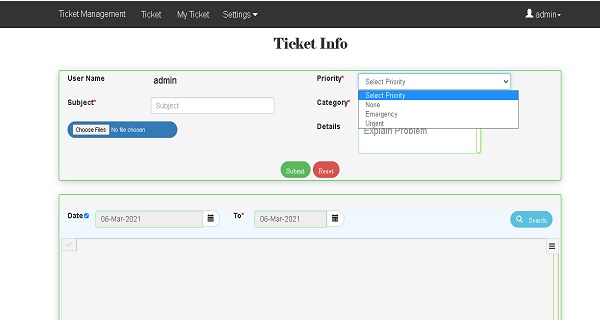 Ticket Management Ticket My Ticket Settings admin
Ticket Info
User Name admin Priority* Select Priority
Select Priority
None
Emargency
Urgent
Subject* Subject Category*
Choose Files No file chosen Details Explain Problem
Submit Reset
Date 06-Mar-2021 To* 06-Mar-2021 Search